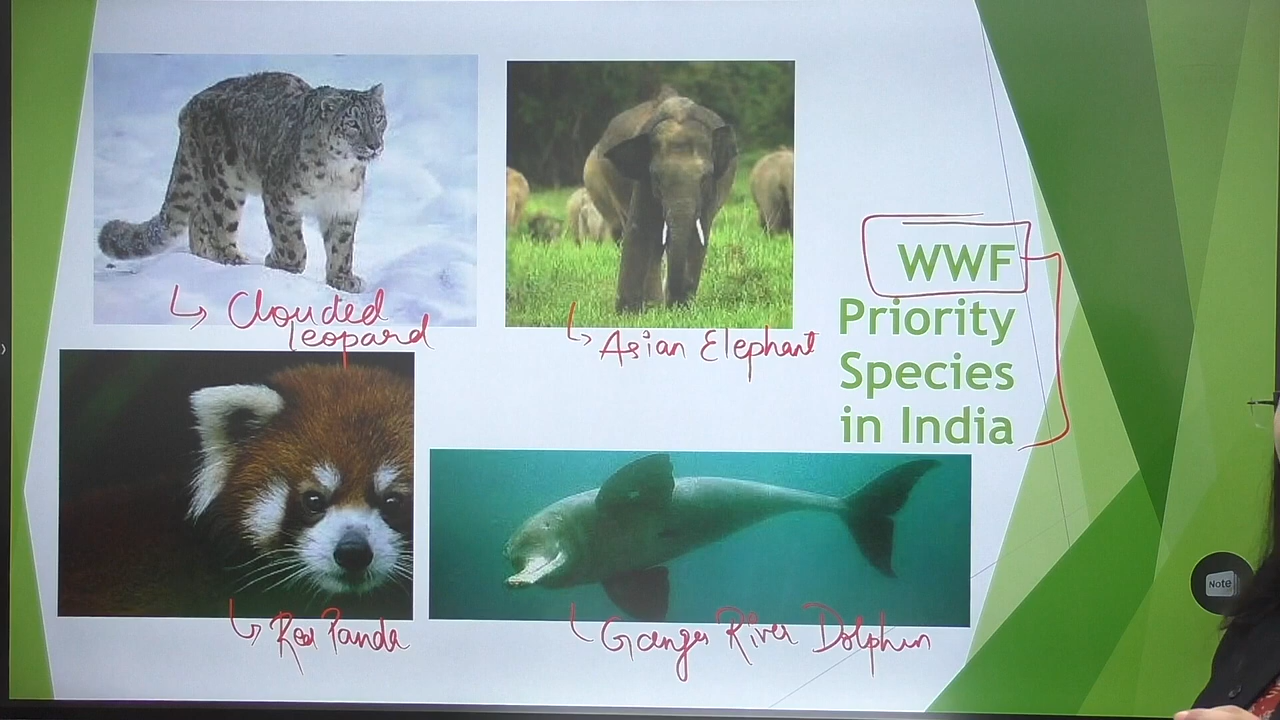 Clouded
leopard
Asian Elephant
WWF
Priority
Species
in India
Red Panda
Ganges River Dolphin
Note